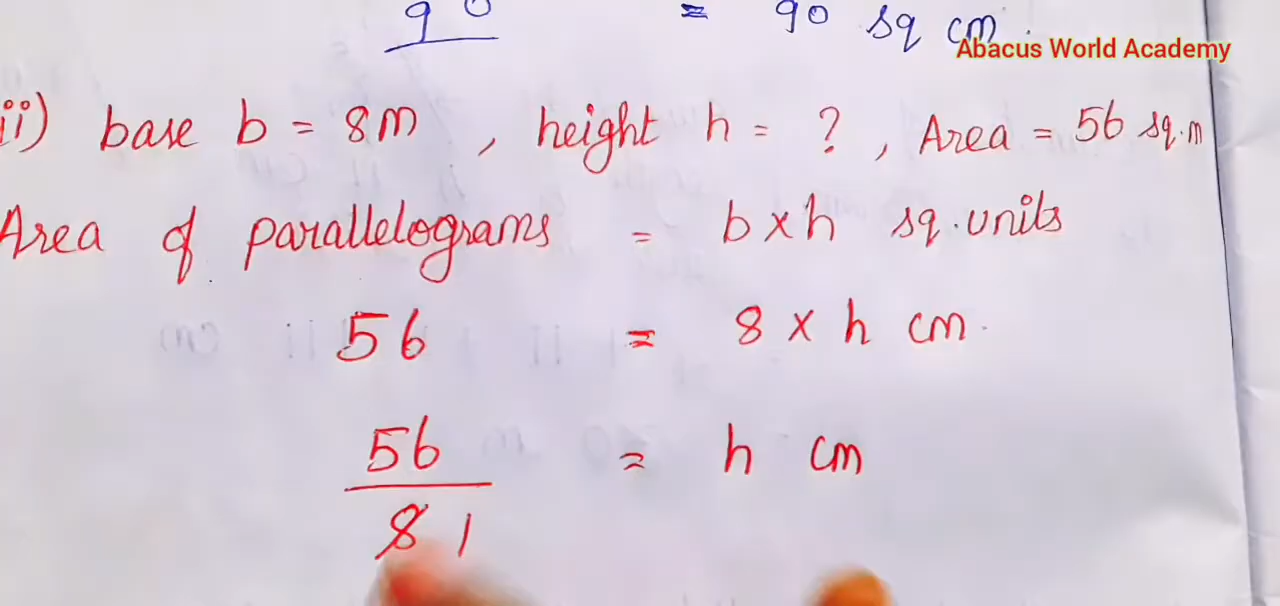 90 = 90 sq cm.
Abacus World Academy
ii) base b = 8m, height h = ?, Area = 56 sq.m
Area of parallelograms = b x h sq.units
56 = 8 x h cm.
56 = h cm
8 1